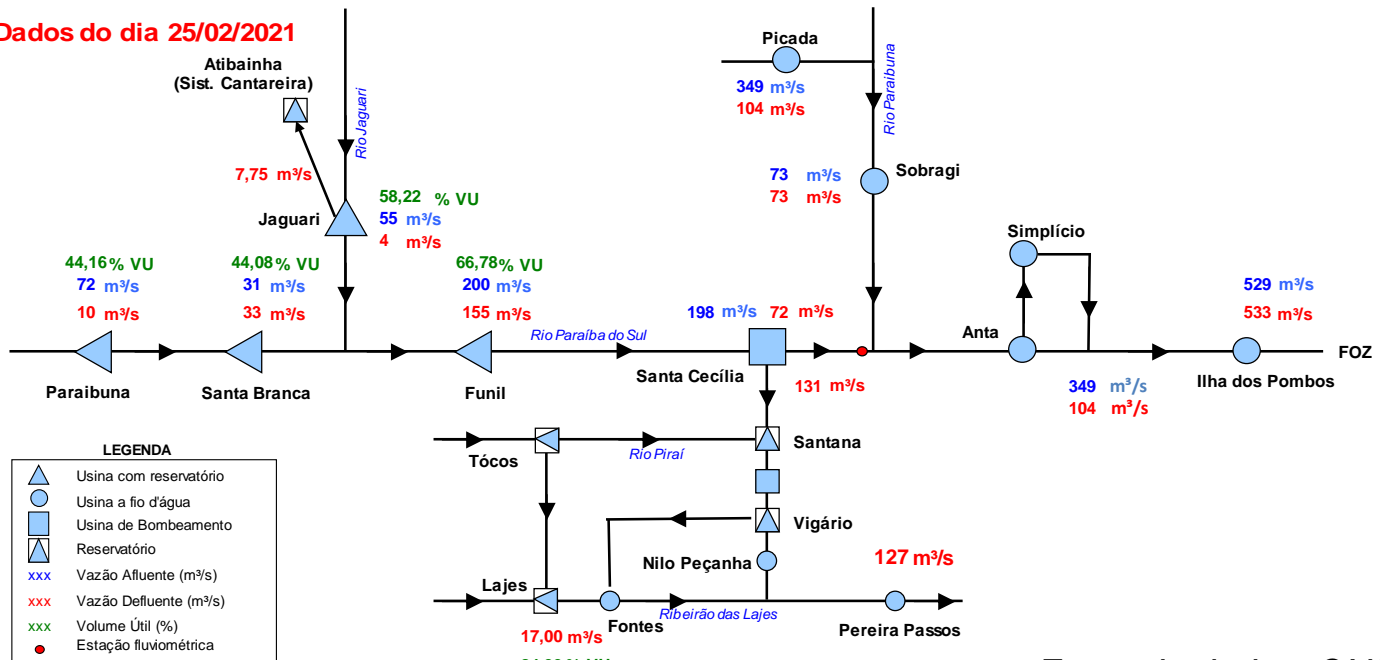 Dados do dia 25/02/2021
Atibainha
(Sist. Cantareira)
Rio Jaguari
7,75 m³/s
Jaguari
58,22 % VU
55 m³/s
4 m³/s
Picada
349 m³/s
104 m³/s
Rio Paraibuna
73 m³/s
73 m³/s
Sobragi
Simplício
44,16% VU
72 m³/s
10 m³/s
Paraibuna
44,08% VU
31 m³/s
33 m³/s
Santa Branca
66,78% VU
200 m³/s
155 m³/s
Funil
Rio Paraíba do Sul
198 m³/s 72 m³/s
Santa Cecília
131 m³/s
Anta
349 m³/s
104 m³/s
529 m³/s
533 m³/s
Ilha dos Pombos
FOZ
Tócos
Rio Piraí
Santana
Vigário
Nilo Peçanha
127 m³/s
Lajes
17,00 m³/s
Fontes
Ribeirão das Lajes
Pereira Passos
LEGENDA
Usina com reservatório
Usina a fio d'água
Usina de Bombeamento
Reservatório
xxx Vazão Afluente (m³/s)
xxx Vazão Defluente (m³/s)
xxx Volume Útil (%)
Estação fluviométrica